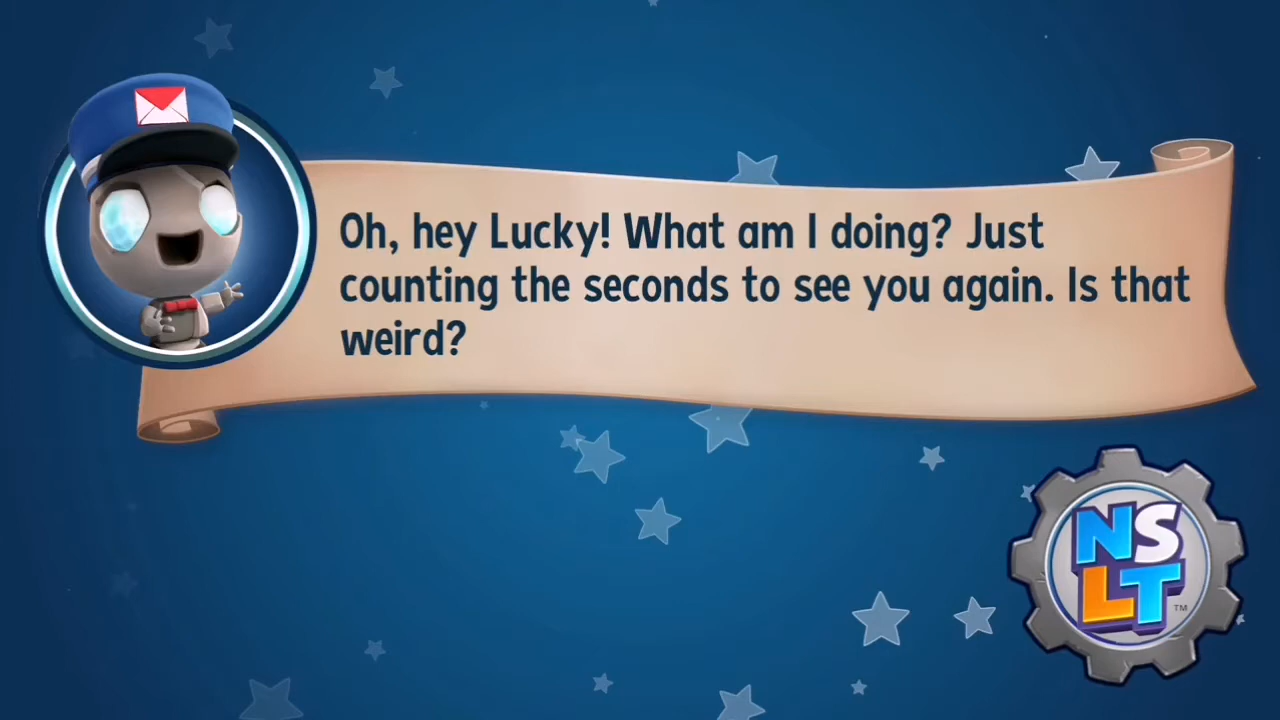 Oh, hey Lucky! What am I doing? Just
counting the seconds to see you again. Is that
weird?
NS
LT
TM